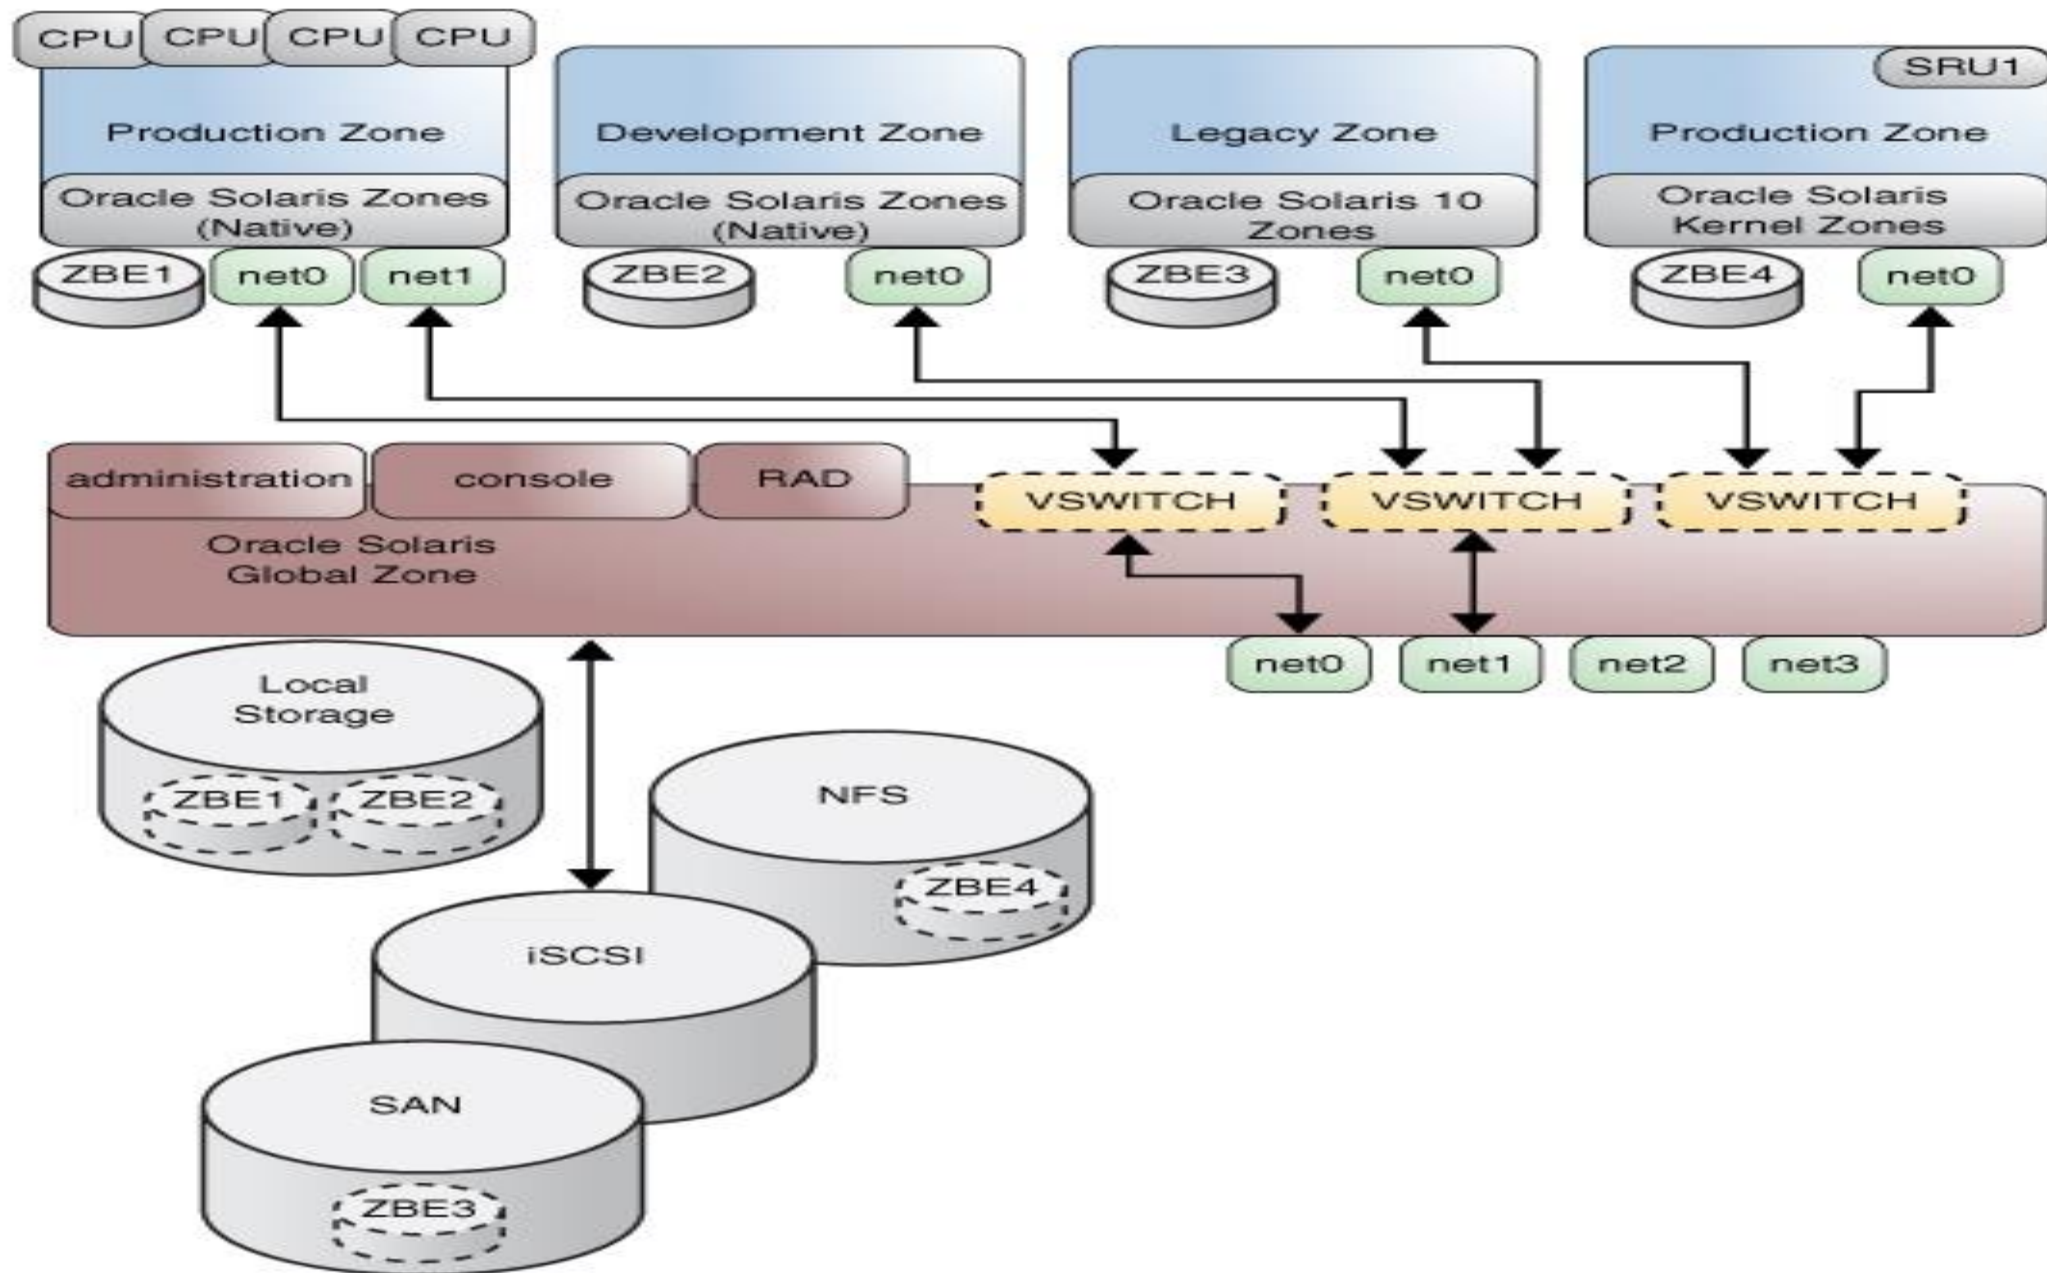 CPU CPU CPU CPU
SRU1
Production Zone
Development Zone
Legacy Zone
Production Zone
Oracle Solaris Zones
(Native)
Oracle Solaris Zones
(Native)
Oracle Solaris 10
Zones
Oracle Solaris
Kernel Zones
ZBE1 net0 net1
ZBE2 net0
ZBE3 net0
ZBE4 net0
administration console RAD
VSWITCH VSWITCH VSWITCH
Oracle Solaris
Global Zone
net0 net1 net2 net3
Local
Storage
ZBE1 ZBE2
NFS
ZBE4
iSCSI
SAN
ZBE3